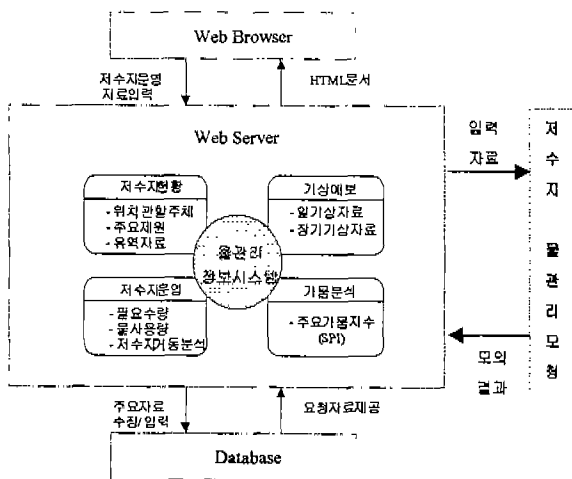 Web Browser
저수지운영
자료입력
HTML문서
Web Server
저수지현황
- 위치관할주체
- 주요제원
- 유역자료
기상예보
- 일기상자료
- 장기기상자료
물관리
정보시스템
저수지운영
- 필요수량
- 물사용량
- 저수지거동분석
가뭄분석
- 주요가뭄지수
(SPI)
입력
자료
저수지 물관리모형
모의
결과
주요자료
수집/입력
요청자료제공
Database